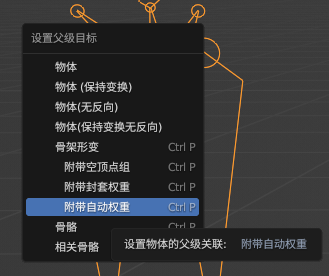 设置父级目标
物体
物体 (保持变换)
物体(无反向)
物体(保持变换无反向)
骨架形变 Ctrl P
附带空顶点组 Ctrl P
附带封套权重 Ctrl P
附带自动权重 Ctrl P
骨骼 Ctrl P
相关骨骼
设置物体的父级关联: 附带自动权重